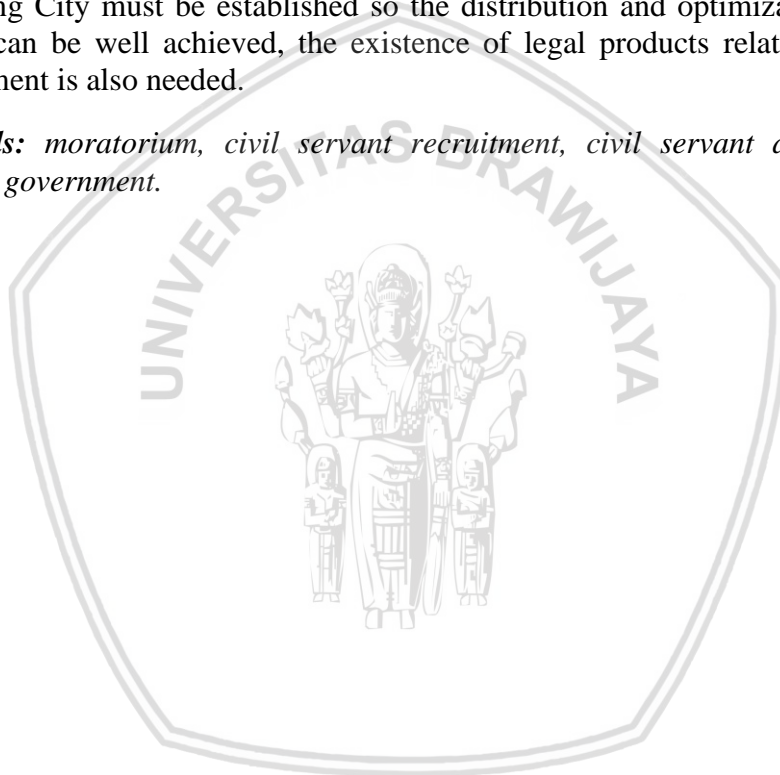 ng City must be established so the distribution and optimiza
can be well achieved, the existence of legal products relat
ment is also needed.
ds: moratorium, civil servant recruitment, civil servant
government.
UNIVERSITAS BRAWIJAYA